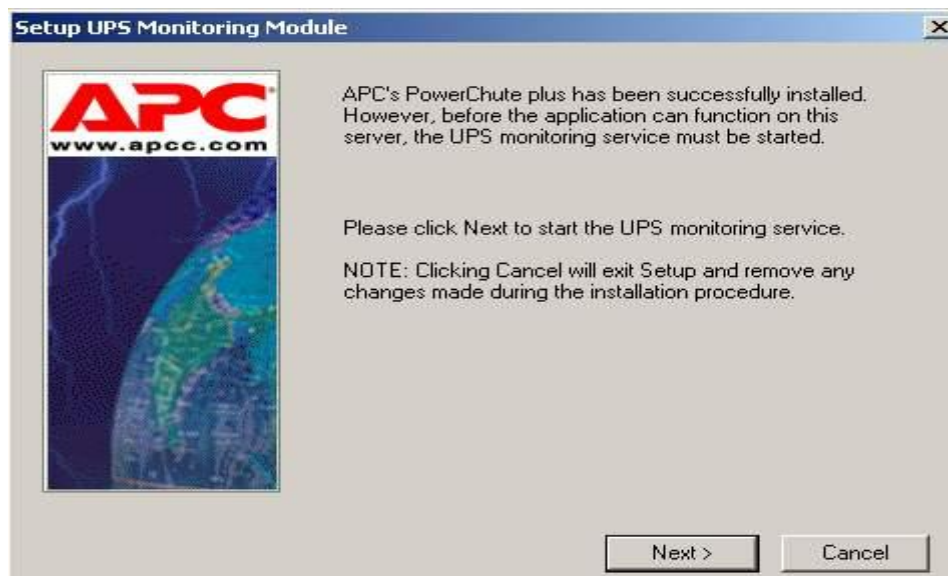 Setup UPS Monitoring Module
APC
www.apcc.com
APC's PowerChute plus has been successfully installed.
However, before the application can function on this
server, the UPS monitoring service must be started.
Please click Next to start the UPS monitoring service.
NOTE: Clicking Cancel will exit Setup and remove any
changes made during the installation procedure.
Next >
Cancel